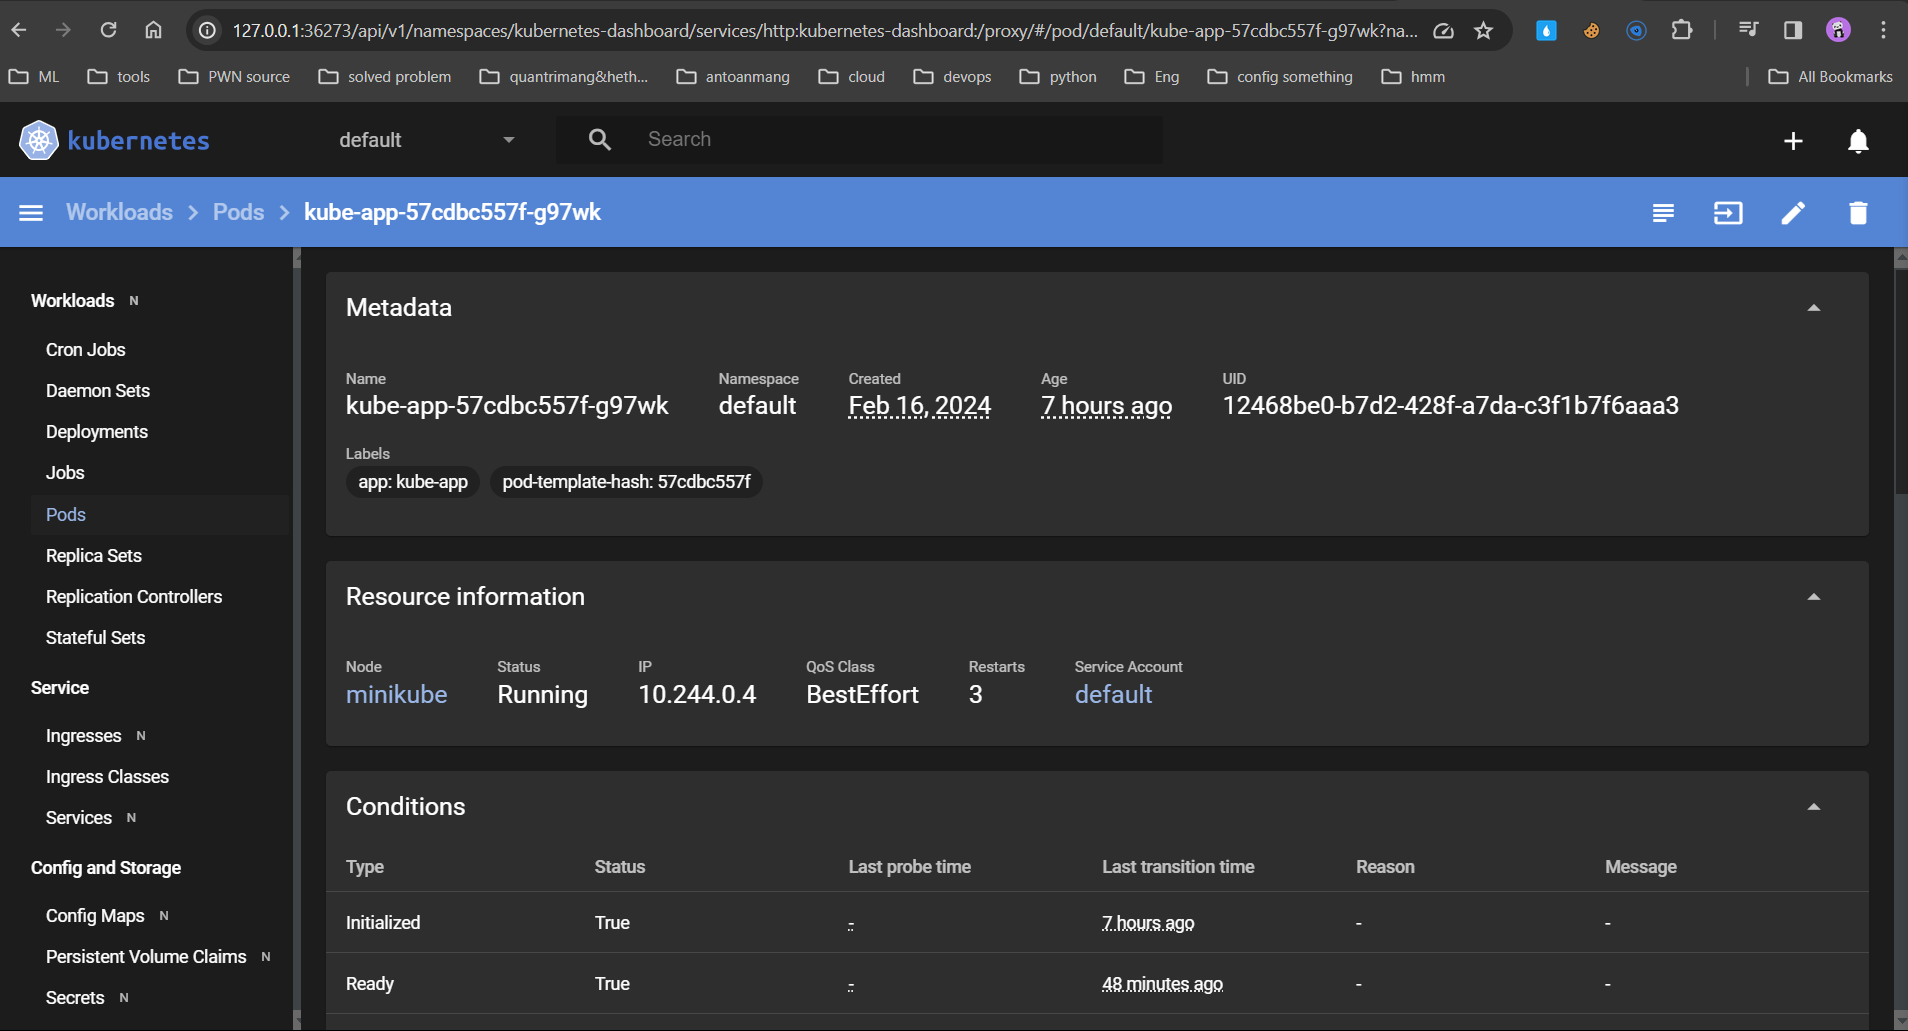 127.0.0.1:36273/api/v1/namespaces/kubernetes-dashboard/services/http:kubernetes-dashboard:/proxy/#/pod/default/kube-app-57cdbc557f-g97wk?na...
ML tools PWN source solved problem quantrimang&heth... antoanmang cloud devops python Eng config something hmm All Bookmarks
kubernetes default Search
Workloads Pods kube-app-57cdbc557f-g97wk
Workloads N
Cron Jobs
Daemon Sets
Deployments
Jobs
Pods
Replica Sets
Replication Controllers
Stateful Sets
Service
Ingresses N
Ingress Classes
Services N
Config and Storage
Config Maps N
Persistent Volume Claims N
Secrets N
Metadata
Name Namespace Created Age UID
kube-app-57cdbc557f-g97wk default Feb 16, 2024 7 hours ago 12468be0-b7d2-428f-a7da-c3f1b7f6aaa3
Labels
app: kube-app pod-template-hash: 57cdbc557f
Resource information
Node Status IP QoS Class Restarts Service Account
minikube Running 10.244.0.4 BestEffort 3 default
Conditions
Type Status Last probe time Last transition time Reason Message
Initialized True - 7 hours ago - -
Ready True - 48 minutes ago - -